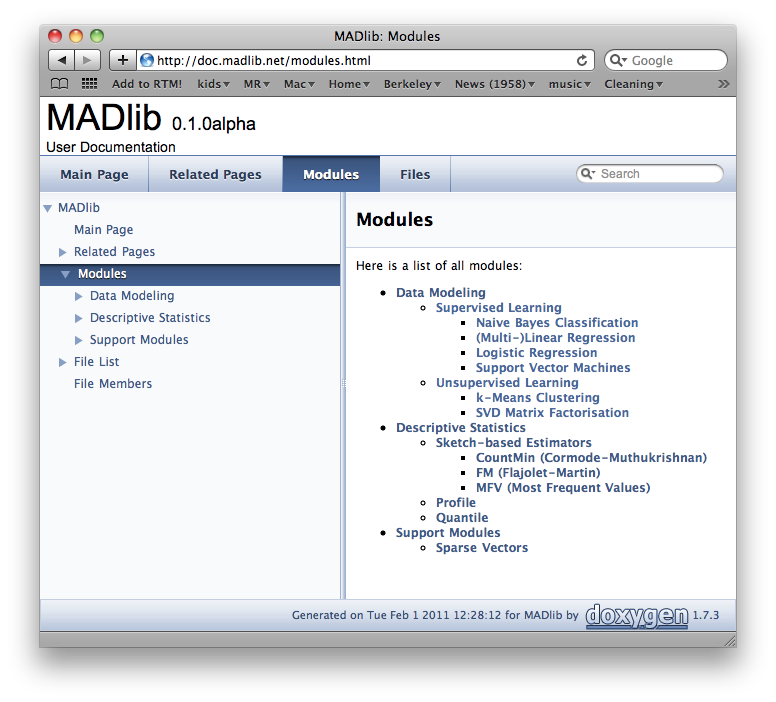 MADlib: Modules
http://doc.madlib.net/modules.html
Google
Add to RTM! kids MR Mac Home Berkeley News (1958) music Cleaning
MADlib 0.1.0alpha
User Documentation
Main Page Related Pages Modules Files
Search
MADlib
Main Page
Related Pages
Modules
Data Modeling
Descriptive Statistics
Support Modules
File List
File Members
Modules
Here is a list of all modules:
Data Modeling
Supervised Learning
Naive Bayes Classification
(Multi-)Linear Regression
Logistic Regression
Support Vector Machines
Unsupervised Learning
k-Means Clustering
SVD Matrix Factorisation
Descriptive Statistics
Sketch-based Estimators
CountMin (Cormode-Muthukrishnan)
FM (Flajolet-Martin)
MFV (Most Frequent Values)
Profile
Quantile
Support Modules
Sparse Vectors
Generated on Tue Feb 1 2011 12:28:12 for MADlib by doxygen 1.7.3